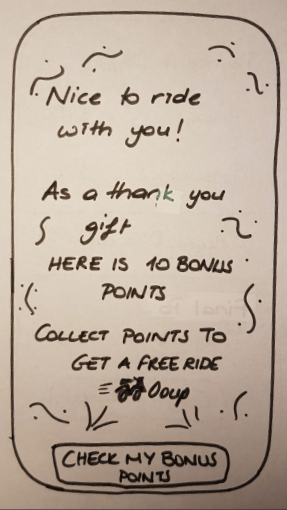 Nice to ride
with you!
As a thank you
gift
HERE IS 10 BONUS
POINTS
COLLECT POINTS TO
GET A FREE RIDE
CHECK MY BONUS
POINTS